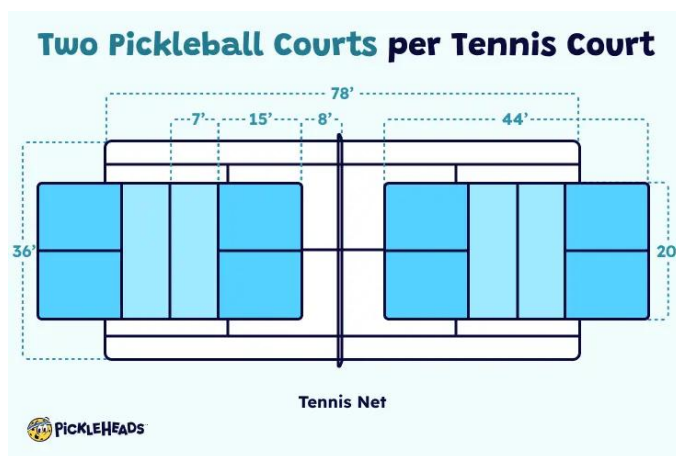 Two Pickleball Courts per Tennis Court
78’
7’ 15’ 8’ 44’
36’ 20
Tennis Net
PICKLEHEADS